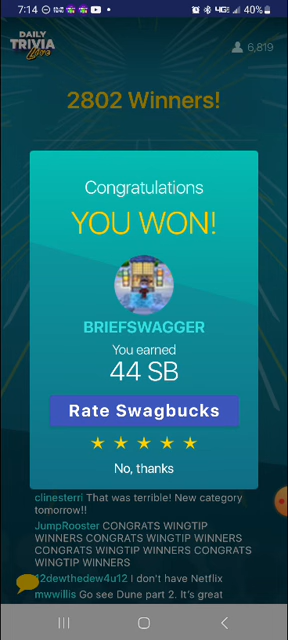 7:14
4G 40%
DAILY
TRIVIA
6,819
2802 Winners!
Congratulations
YOU WON!
BRIEFSWAGGER
You earned
44 SB
Rate Swagbucks
No, thanks
clinesterri That was terrible! New category
tomorrow!!
JumpRooster CONGRATS WINGTIP
WINNERS CONGRATS WINGTIP WINNERS
CONGRATS WINGTIP WINNERS CONGRATS
WINGTIP WINNERS
12dewthedew4u12 I don't have Netflix
mwwillis Go see Dune part 2. It's great